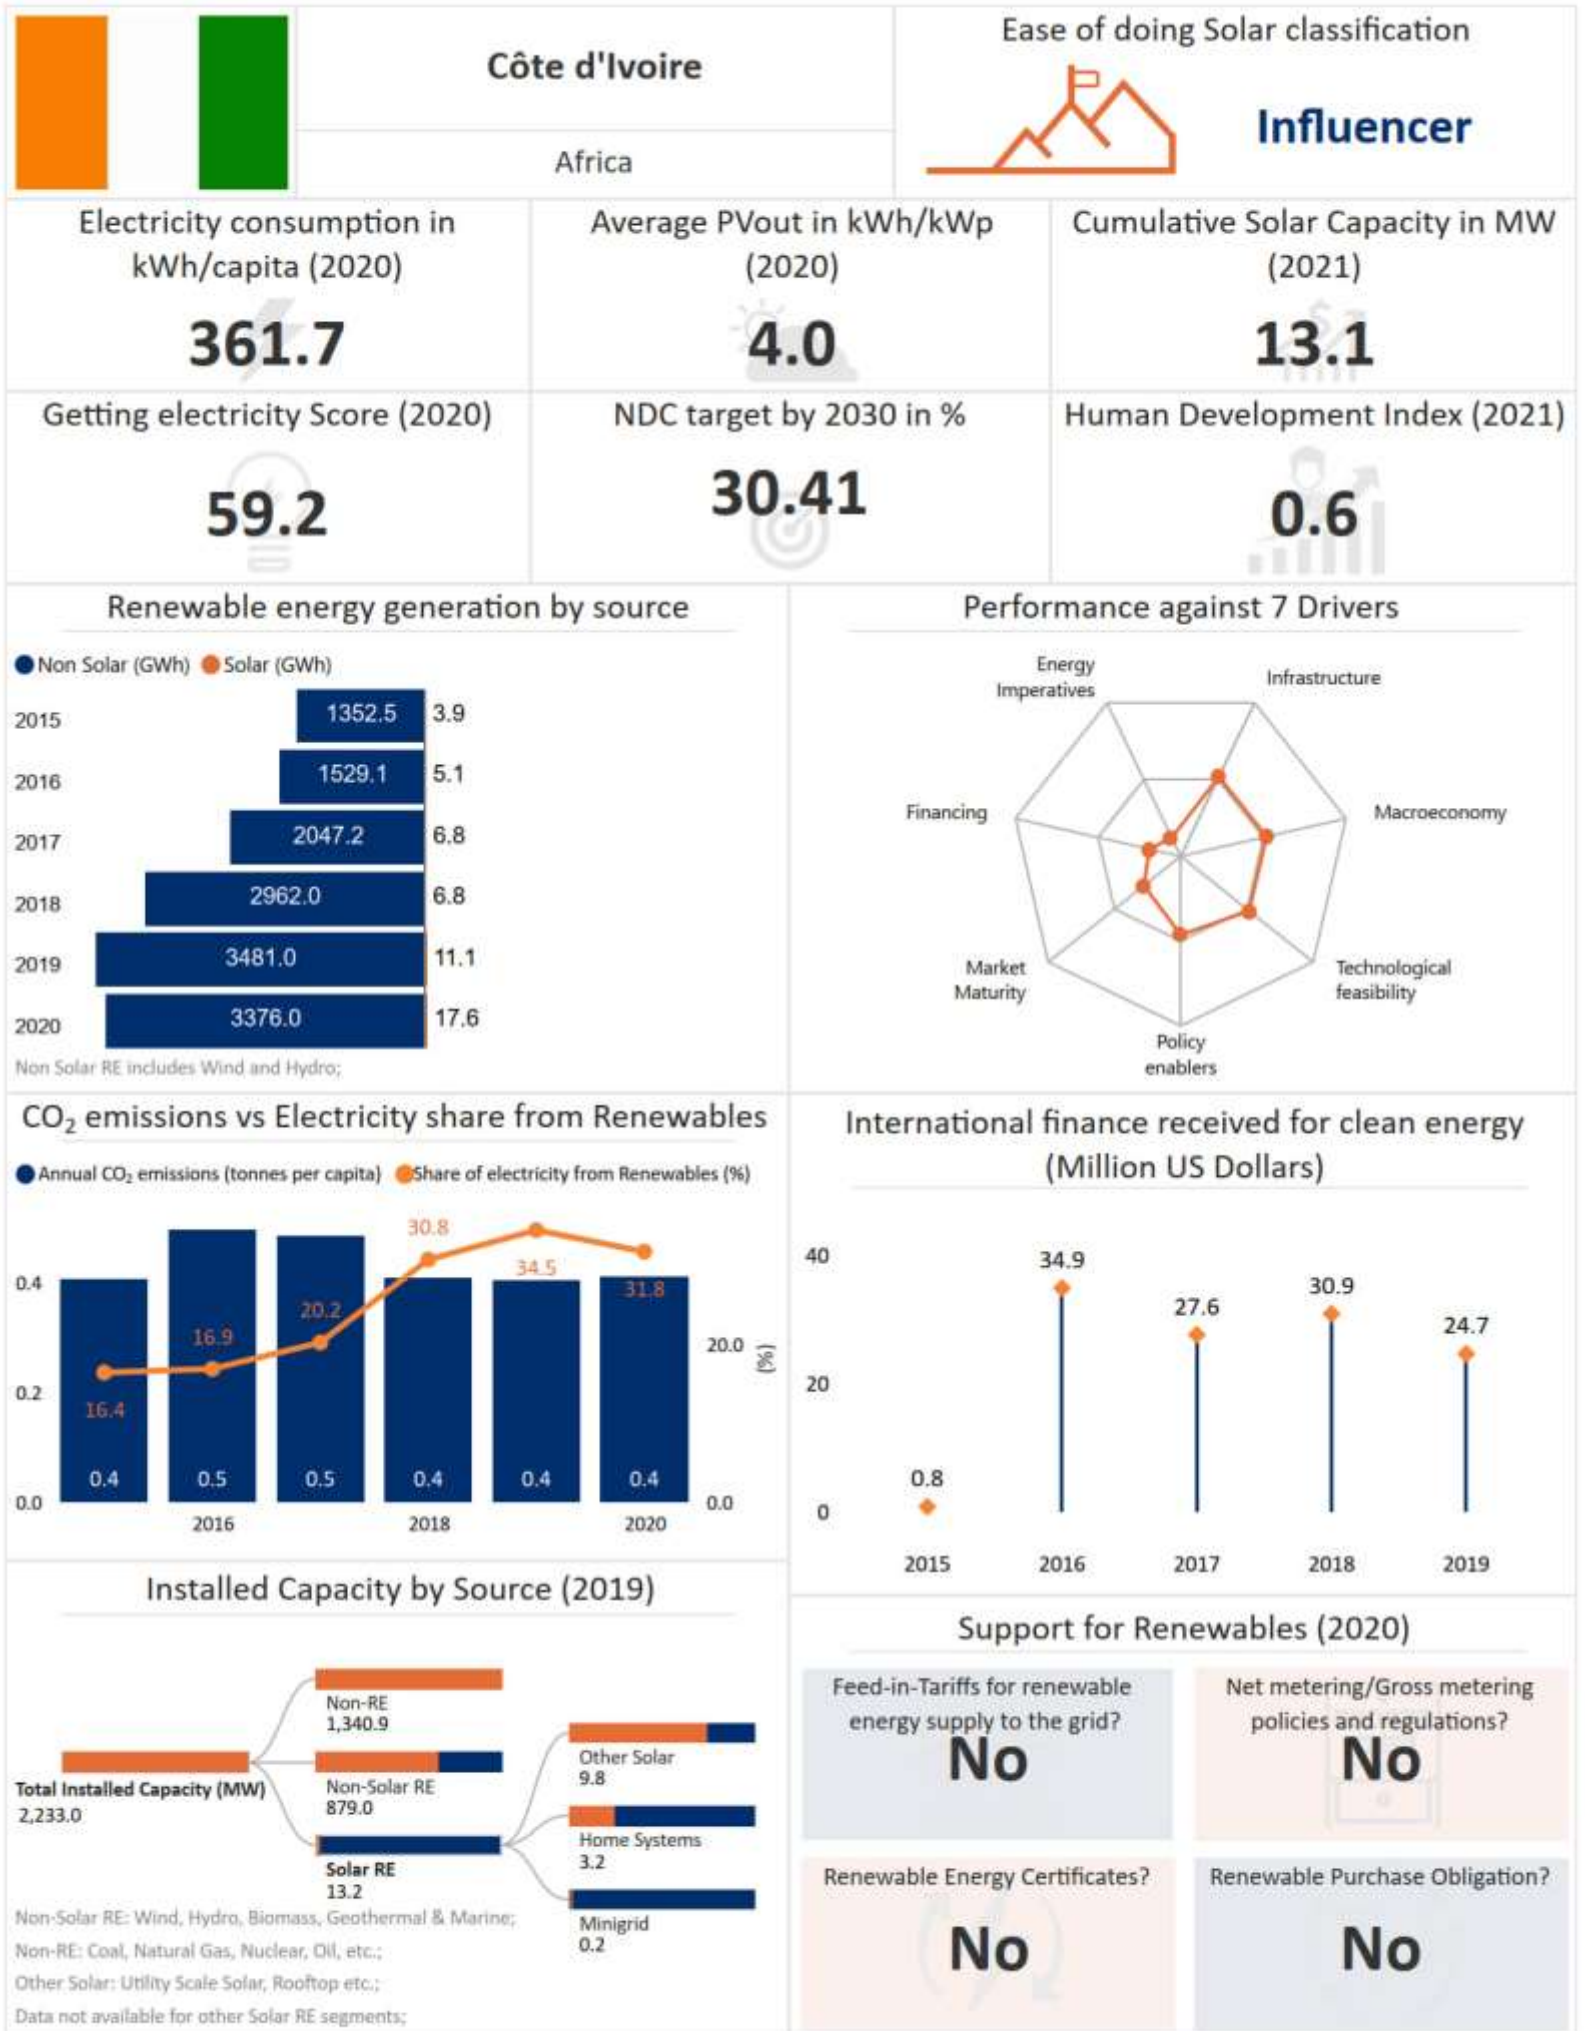 Côte d'Ivoire
Africa
Ease of doing Solar classification
Influencer
Electricity consumption in
kWh/capita (2020)
361.7
Average PVout in kWh/kWp
(2020)
4.0
Cumulative Solar Capacity in MW
(2021)
13.1
Getting electricity Score (2020)
59.2
NDC target by 2030 in %
30.41
Human Development Index (2021)
0.6
Renewable energy generation by source
Non Solar (GWh) Solar (GWh)
2015 1352.5 3.9
2016 1529.1 5.1
2017 2047.2 6.8
2018 2962.0 6.8
2019 3481.0 11.1
2020 3376.0 17.6
Non Solar RE includes Wind and Hydro;
Performance against 7 Drivers
Energy
Imperatives
Infrastructure
Financing
Macroeconomy
Market
Maturity
Technological
feasibility
Policy
enablers
CO₂ emissions vs Electricity share from Renewables
Annual CO₂ emissions (tonnes per capita) Share of electricity from Renewables (%)
30.8
34.5
0.4
31.8
20.2
16.9
20.0
(%)
0.2
16.4
0.4 0.5 0.5 0.4 0.4 0.4
0.0 0.0
2016 2018 2020
International finance received for clean energy
(Million US Dollars)
40
34.9
30.9
27.6
24.7
20
0.8
0
2015 2016 2017 2018 2019
Installed Capacity by Source (2019)
Non-RE
1,340.9
Total Installed Capacity (MW)
2,233.0
Non-Solar RE
879.0
Solar RE
13.2
Other Solar
9.8
Home Systems
3.2
Minigrid
0.2
Non-Solar RE: Wind, Hydro, Biomass, Geothermal & Marine;
Non-RE: Coal, Natural Gas, Nuclear, Oil, etc.;
Other Solar: Utility Scale Solar, Rooftop etc.;
Data not available for other Solar RE segments;
Support for Renewables (2020)
Feed-in-Tariffs for renewable
energy supply to the grid?
No
Net metering/Gross metering
policies and regulations?
No
Renewable Energy Certificates?
No
Renewable Purchase Obligation?
No